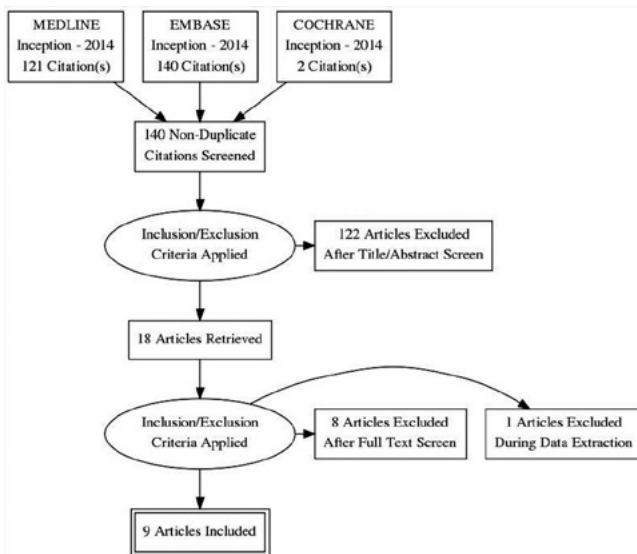 MEDLINE
Inception - 2014
121 Citation(s)
EMBASE
Inception - 2014
140 Citation(s)
COCHRANE
Inception - 2014
2 Citation(s)
140 Non-Duplicate
Citations Screened
Inclusion/Exclusion
Criteria Applied
122 Articles Excluded
After Title/Abstract Screen
18 Articles Retrieved
Inclusion/Exclusion
Criteria Applied
8 Articles Excluded
After Full Text Screen
1 Articles Excluded
During Data Extraction
9 Articles Included